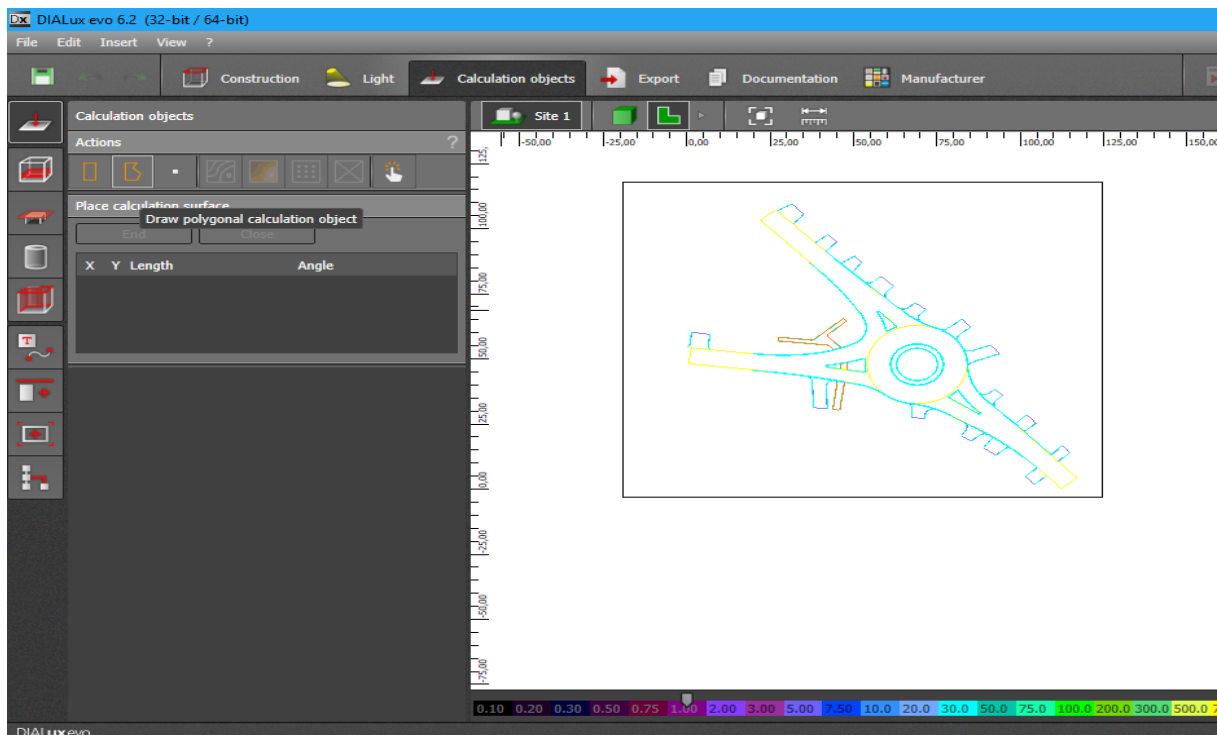 Dx DIALux evo 6.2 (32-bit / 64-bit)
File Edit Insert View ?
Construction Light Calculation objects Export Documentation Manufacturer
Calculation objects
Site 1
Actions ?
Place calculation surface
Draw polygonal calculation object
End Close
X Y Length Angle
-50,00 -25,00 0,00 25,00 50,00 75,00 100,00 125,00 150,00
125,
100,00
75,00
50,00
25,00
0,00
-25,00
-50,00
-75,00
T
0.10 0.20 0.30 0.50 0.75 1.00 2.00 3.00 5.00 7.50 10.0 20.0 30.0 50.0 75.0 100.0 200.0 300.0 500.0 7
DIALux evo